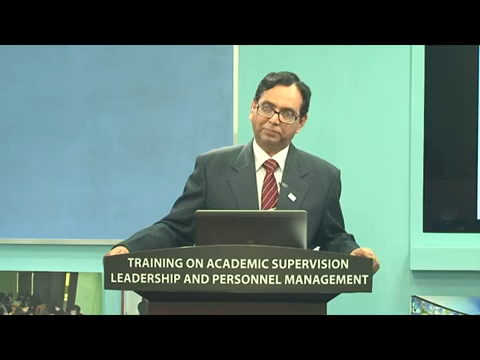 TRAINING ON ACADEMIC SUPERVISION
LEADERSHIP AND PERSONNEL MANAGEMENT